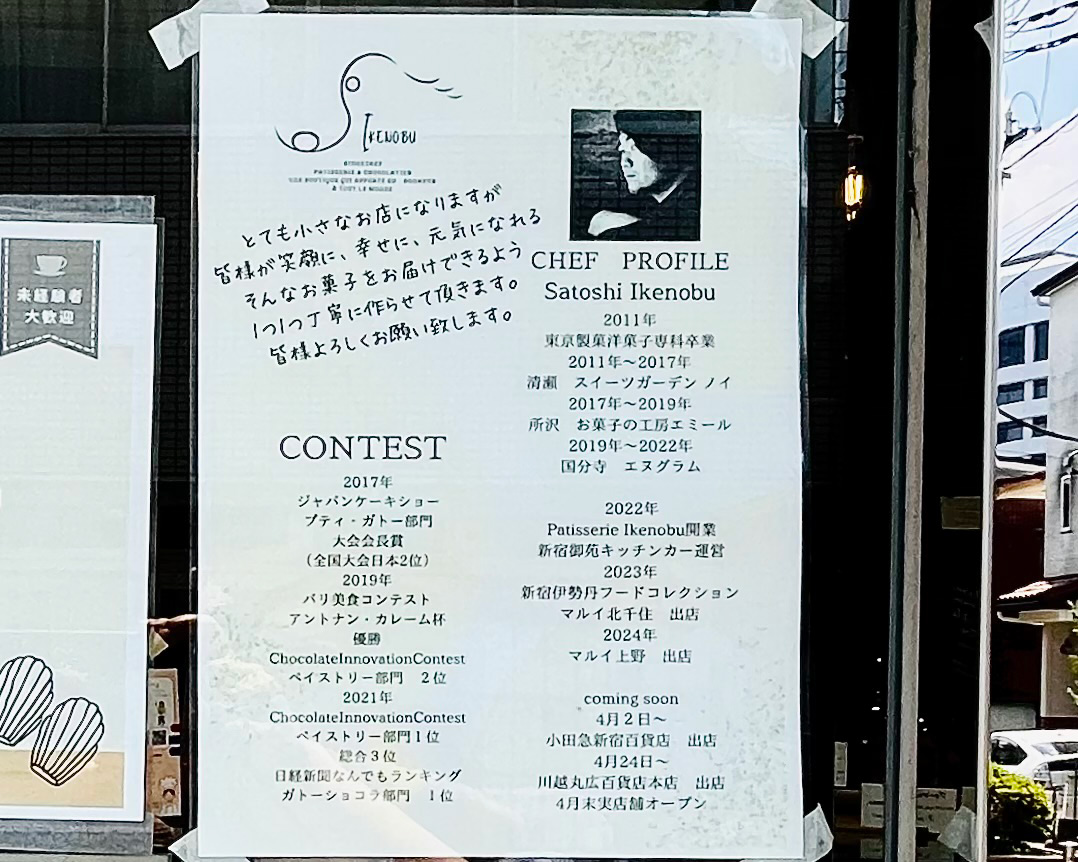 IKENOBU
PATISSERIE & CHOCOLATIER
& TOUT LE MONDE
とても小さなお店になりますが
皆様が笑顔に、幸せに、元気になれる
そんなお菓子をお届けできるよう
1つ1つ丁寧に作らせて頂きます。
皆様よろしくお願い致します。
CONTEST
2017年
ジャパンケーキショー
プティ・ガトー部門
大会会長賞
(全国大会日本2位)
2019年
パリ美食コンテスト
アントナン・カレーム杯
優勝
ChocolateInnovationContest
ペイストリー部門 2位
2021年
ChocolateInnovationContest
ペイストリー部門1位
総合3位
日経新聞なんでもランキング
ガトーショコラ部門 1位
CHEF PROFILE
Satoshi Ikenobu
2011年
東京製菓洋菓子専科卒業
2011年～2017年
清瀬 スイーツガーデン ノイ
2017年～2019年
所沢 お菓子の工房エミール
2019年～2022年
国分寺 エヌグラム
2022年
Patisserie Ikenobu開業
新宿御苑キッチンカー運営
2023年
新宿伊勢丹フードコレクション
マルイ北千住 出店
2024年
マルイ上野 出店
coming soon
4月2日～
小田急新宿百貨店 出店
4月24日～
川越丸広百貨店本店 出店
4月末実店舗オープン
未経験者
大歓迎